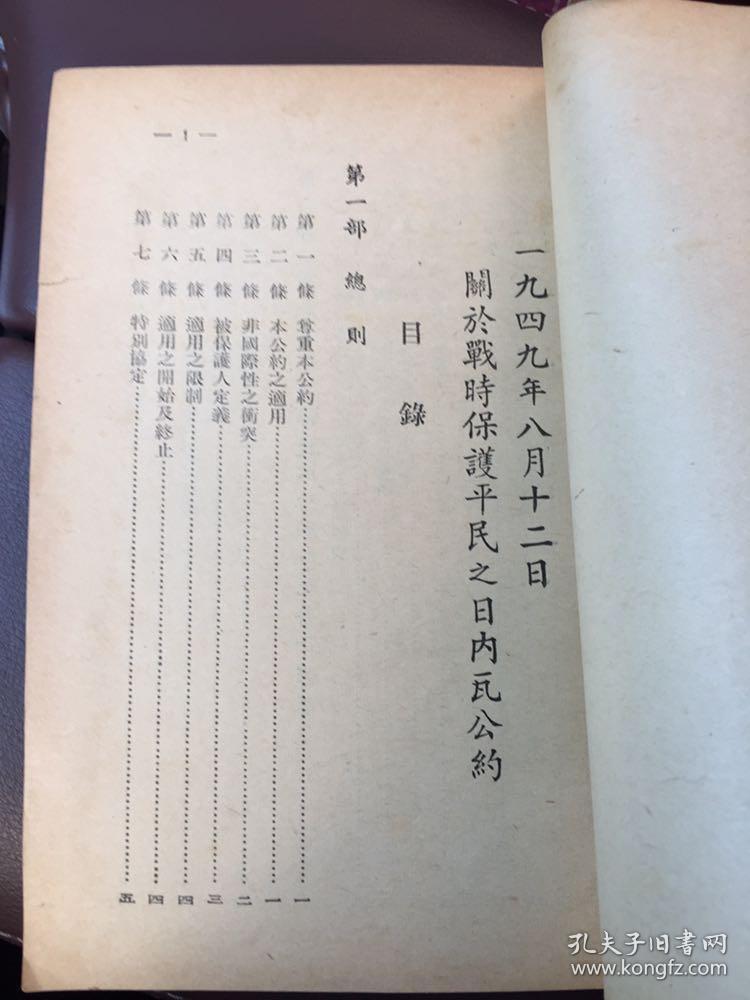 一九四九年八月十二日
關於戰時保護平民之日内瓦公約
目錄
第一部 總則
第一條 尊重本公約…………一
第二條 本公約之適用…………一
第三條 非國際性之衝突…………二
第四條 被保護人定義…………三
第五條 適用之限制…………四
第六條 適用之開始及終止…………四
第七條 特別協定…………五
— 1 —
孔夫子旧書网
www.kongfz.com